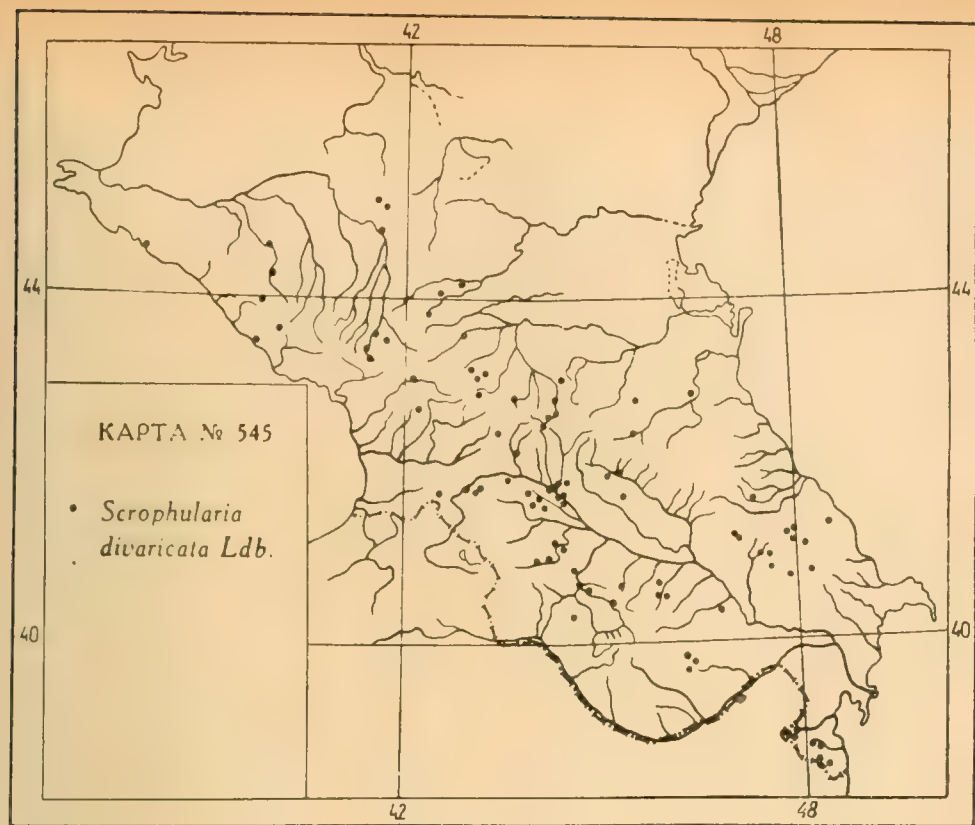 42 48
44 44
КАРТА № 545
• Scrophularia
divaricata Ldb.
40 40
42 48